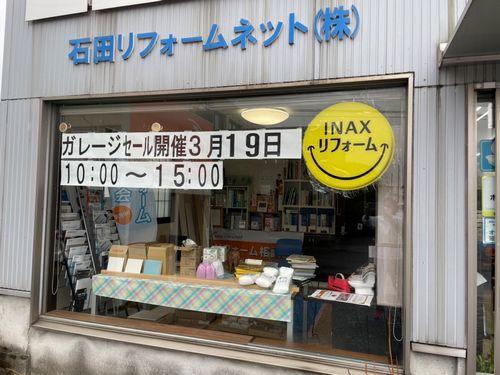 石田リフォームネット(株)
ガレージセール開催3月19日
10:00～15:00
INAX
リフォーム